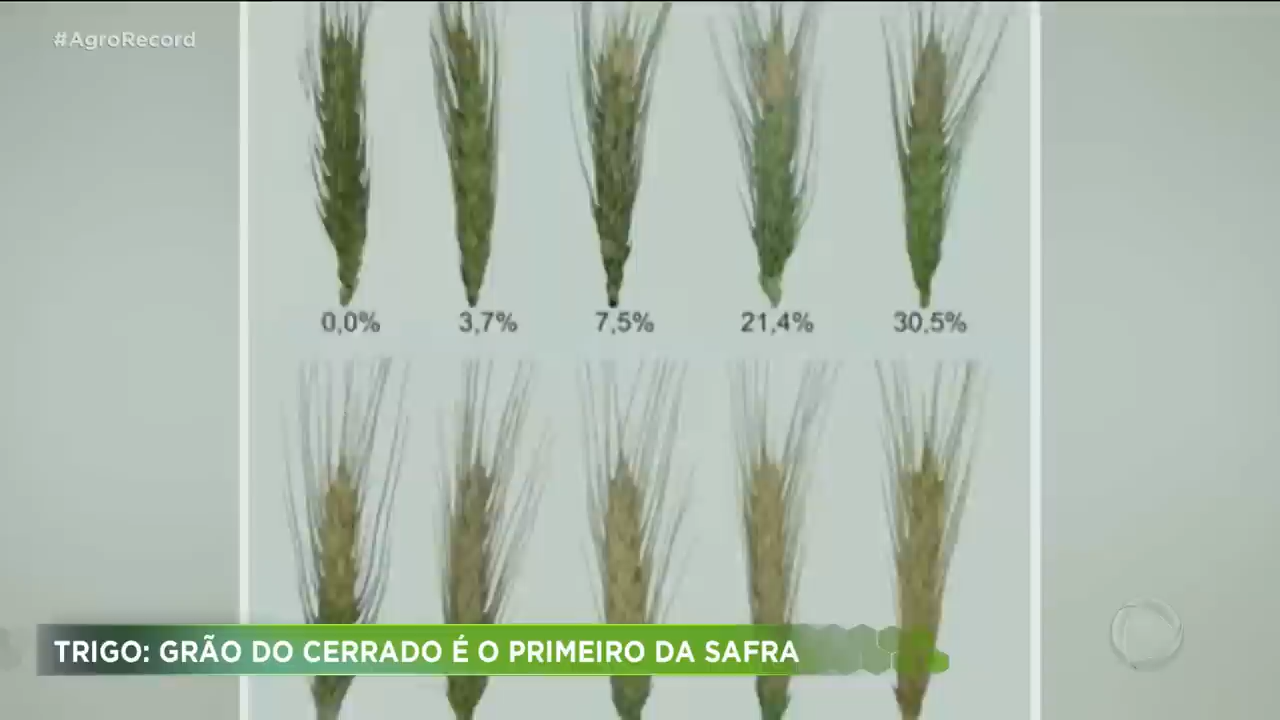 #AgroRecord
0,0% 3,7% 7,5% 21,4% 30,5%
TRIGO: GRÃO DO CERRADO É O PRIMEIRO DA SAFRA